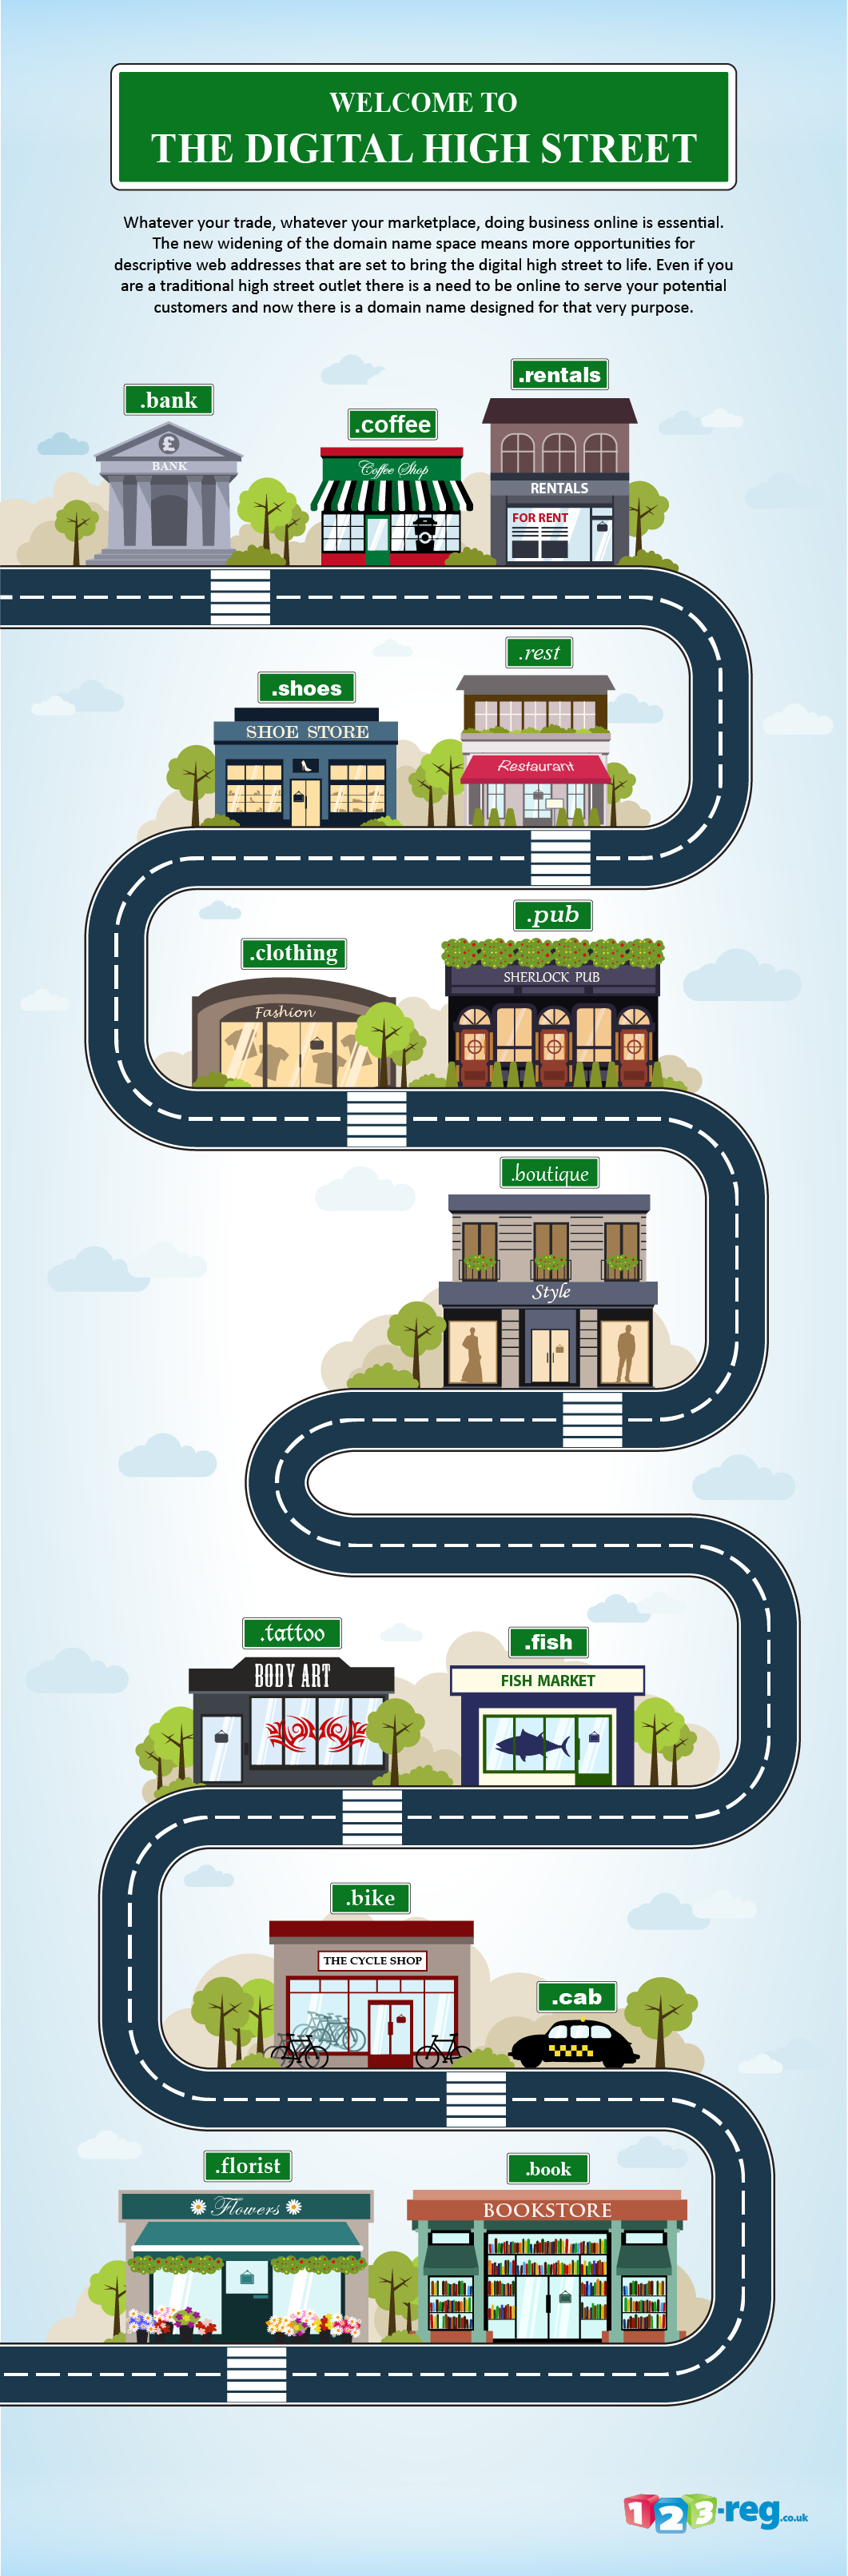 WELCOME TO
THE DIGITAL HIGH STREET
Whatever your trade, whatever your marketplace, doing business online is essential.
The new widening of the domain name space means more opportunities for
descriptive web addresses that are set to bring the digital high street to life. Even if you
are a traditional high street outlet there is a need to be online to serve your potential
customers and now there is a domain name designed for that very purpose.
.bank
£
BANK
.coffee
Coffee Shop
.rentals
RENTALS
FOR RENT
.shoes
SHOE STORE
.rest
Restaurant
.clothing
Fashion
.pub
SHERLOCK PUB
.boutique
Style
.tattoo
BODY ART
.fish
FISH MARKET
.bike
THE CYCLE SHOP
.cab
.florist
Flowers
.book
BOOKSTORE
123-reg.co.uk